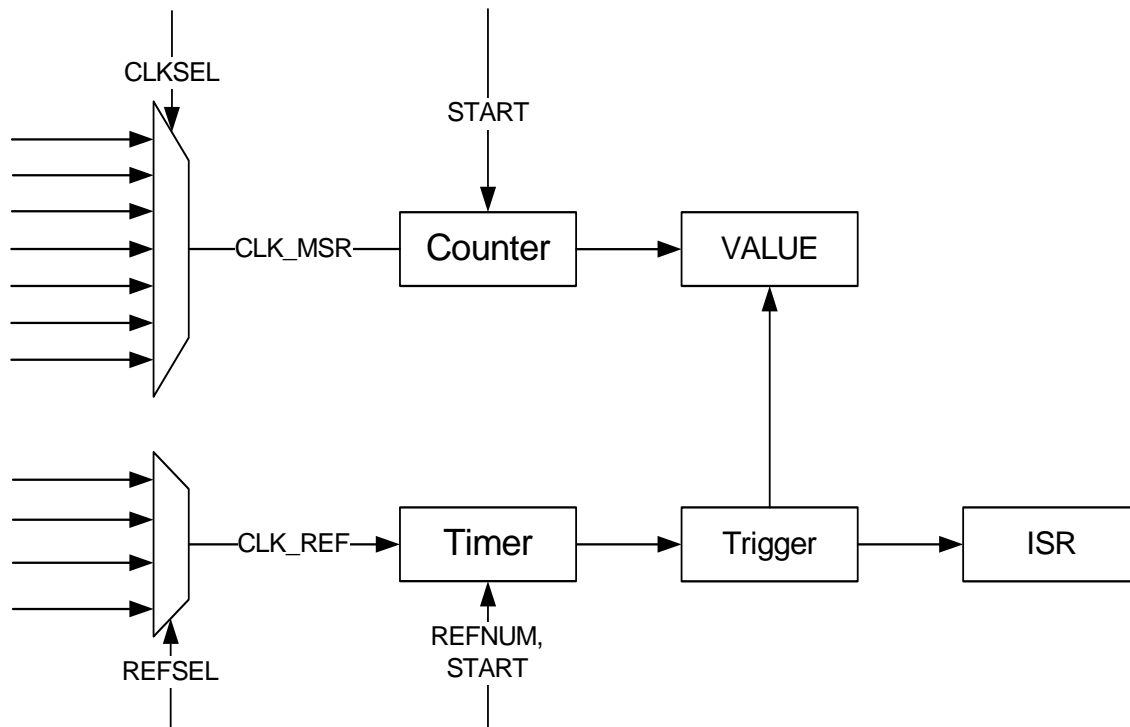 CLKSEL
START
CLK_MSR
Counter
VALUE
CLK_REF
Timer
Trigger
ISR
REFNUM,
START
REFSEL